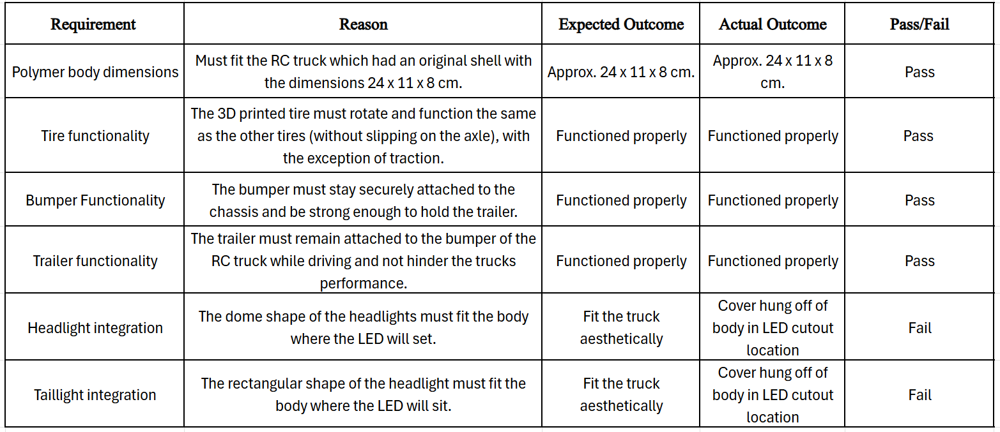 Requirement
Reason
Expected Outcome
Actual Outcome
Pass/Fail
Polymer body dimensions
Must fit the RC truck which had an original shell with
the dimensions 24 x 11 x 8 cm.
Approx. 24 x 11 x 8 cm.
Approx. 24 x 11 x 8
cm.
Pass
Tire functionality
The 3D printed tire must rotate and function the same
as the other tires (without slipping on the axle), with
the exception of traction.
Functioned properly
Functioned properly
Pass
Bumper Functionality
The bumper must stay securely attached to the
chassis and be strong enough to hold the trailer.
Functioned properly
Functioned properly
Pass
Trailer functionality
The trailer must remain attached to the bumper of the
RC truck while driving and not hinder the trucks
performance.
Functioned properly
Functioned properly
Pass
Headlight integration
The dome shape of the headlights must fit the body
where the LED will set.
Fit the truck
aesthetically
Cover hung off of
body in LED cutout
location
Fail
Taillight integration
The rectangular shape of the headlight must fit the
body where the LED will sit.
Fit the truck
aesthetically
Cover hung off of
body in LED cutout
location
Fail